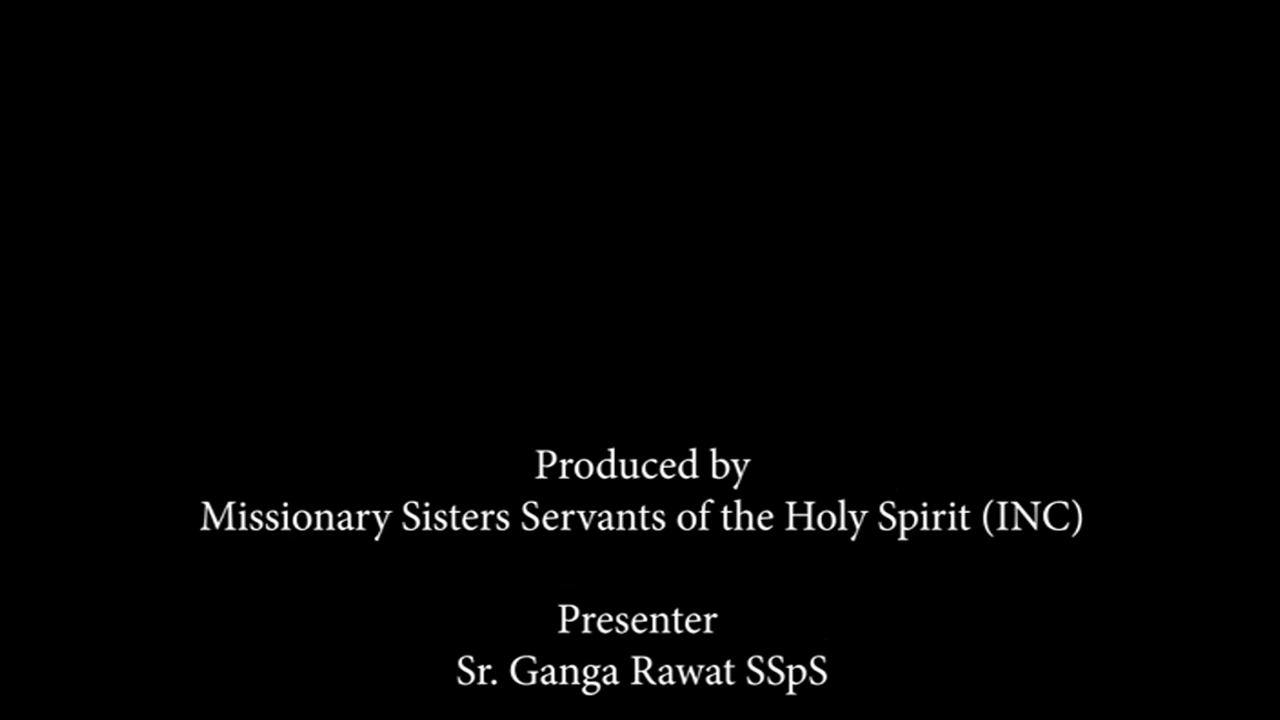 Produced by
Missionary Sisters Servants of the Holy Spirit (INC)
Presenter
Sr. Ganga Rawat SSpS